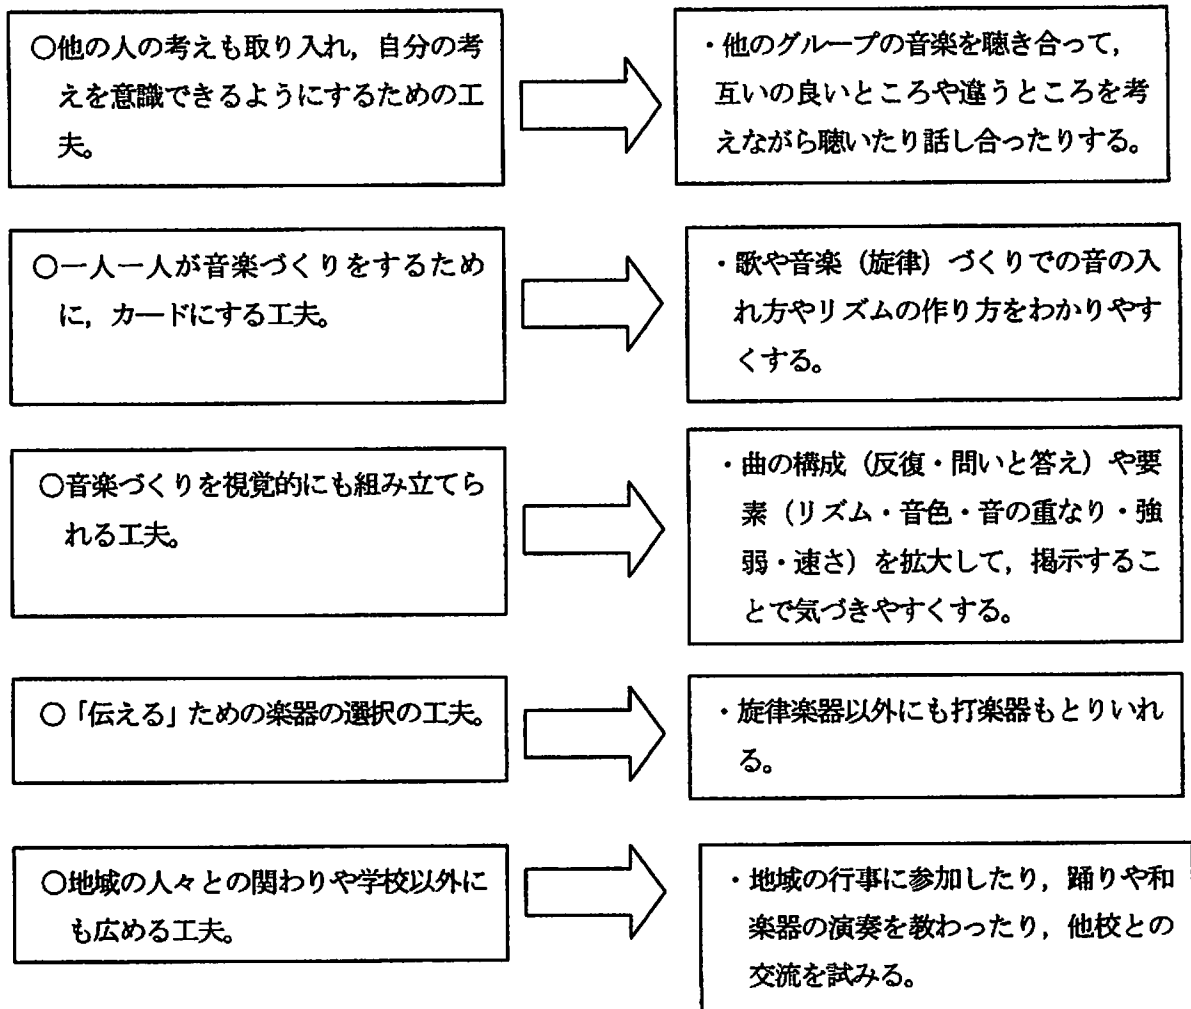 ○他の人の考えも取り入れ，自分の考
えを意識できるようにするための工
夫。
・他のグループの音楽を聴き合って，
互いの良いところや違うところを考
えながら聴いたり話し合ったりする。
○一人一人が音楽づくりをするため
に，カードにする工夫。
・歌や音楽（旋律）づくりでの音の入
れ方やリズムの作り方をわかりやす
くする。
○音楽づくりを視覚的にも組み立てら
れる工夫。
・曲の構成（反復・問いと答え）や要
素（リズム・音色・音の重なり・強
弱・速さ）を拡大して，掲示するこ
とで気づきやすくする。
○「伝える」ための楽器の選択の工夫。
・旋律楽器以外にも打楽器もとりいれ
る。
○地域の人々との関わりや学校以外に
も広める工夫。
・地域の行事に参加したり，踊りや和
楽器の演奏を教わったり，他校との
交流を試みる。